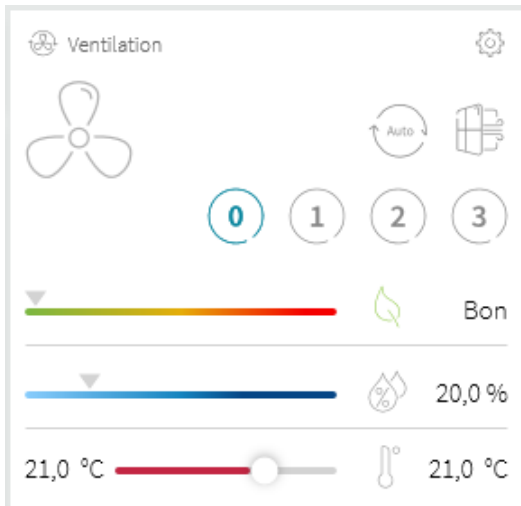 Ventilation
Auto
0 1 2 3
Bon
% 20,0 %
21,0 °C 21,0 °C